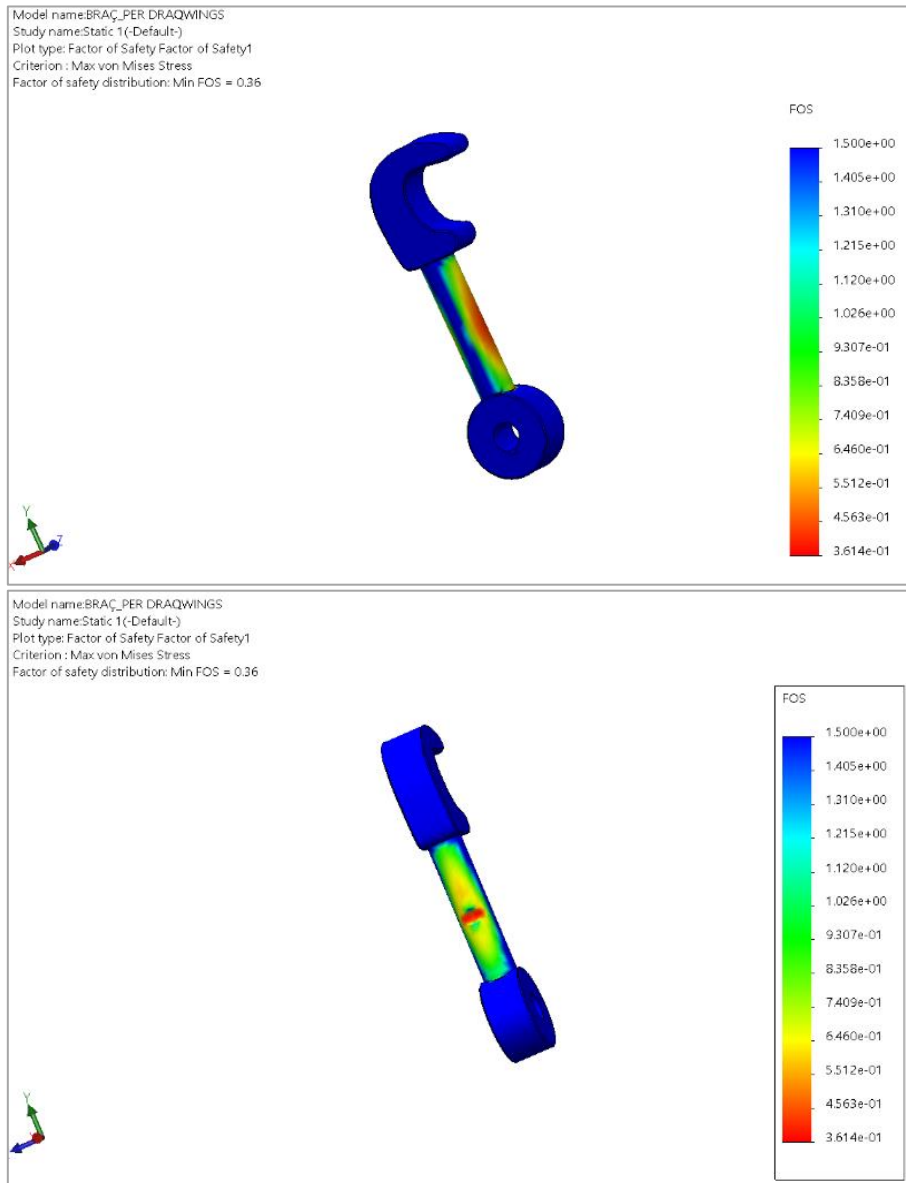 Model name:BRAÇ_PER DRAQWINGS
Study name:Static 1(-Default-)
Plot type: Factor of Safety Factor of Safety1
Criterion : Max von Mises Stress
Factor of safety distribution: Min FOS = 0.36
FOS
1.500e+00
1.405e+00
1.310e+00
1.215e+00
1.120e+00
1.026e+00
9.307e-01
8.358e-01
7.409e-01
6.460e-01
5.512e-01
4.563e-01
3.614e-01
Y
Z
X
Model name:BRAÇ_PER DRAQWINGS
Study name:Static 1(-Default-)
Plot type: Factor of Safety Factor of Safety1
Criterion : Max von Mises Stress
Factor of safety distribution: Min FOS = 0.36
FOS
1.500e+00
1.405e+00
1.310e+00
1.215e+00
1.120e+00
1.026e+00
9.307e-01
8.358e-01
7.409e-01
6.460e-01
5.512e-01
4.563e-01
3.614e-01
Y